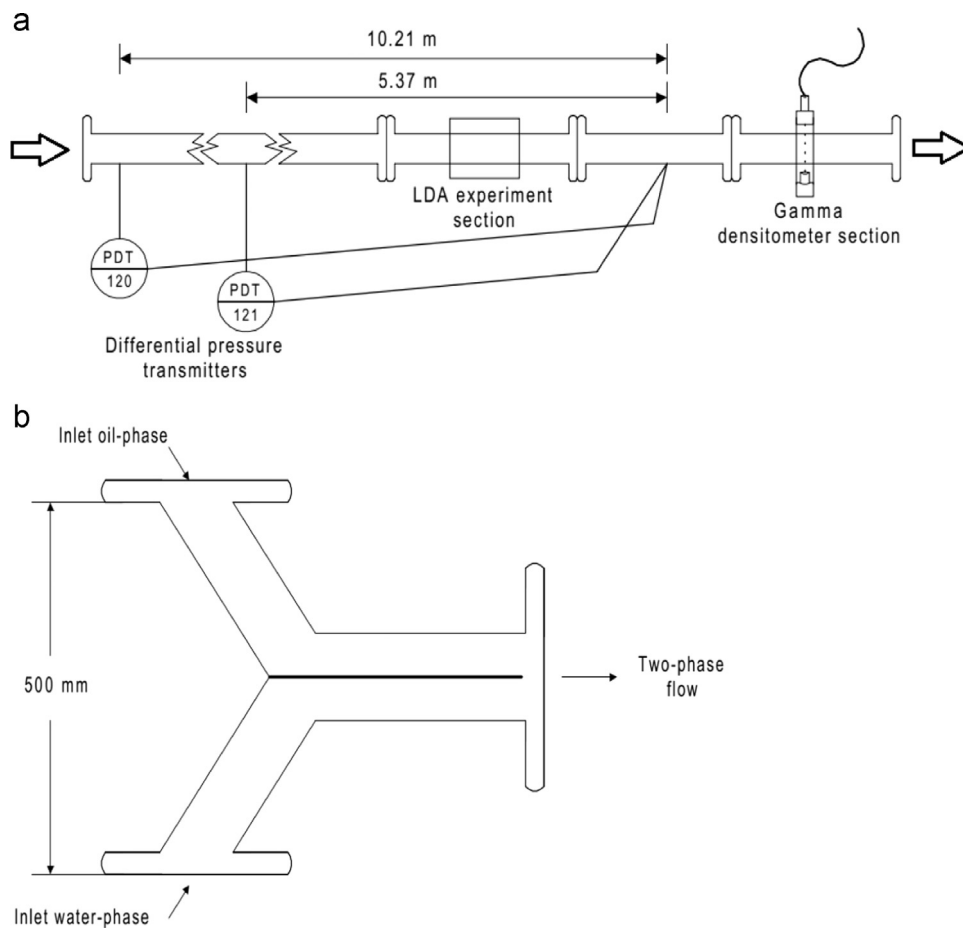 a
10.21 m
5.37 m
LDA experiment
section
Gamma
densitometer section
PDT
120
PDT
121
Differential pressure
transmitters
b
Inlet oil-phase
500 mm
Two-phase
flow
Inlet water-phase